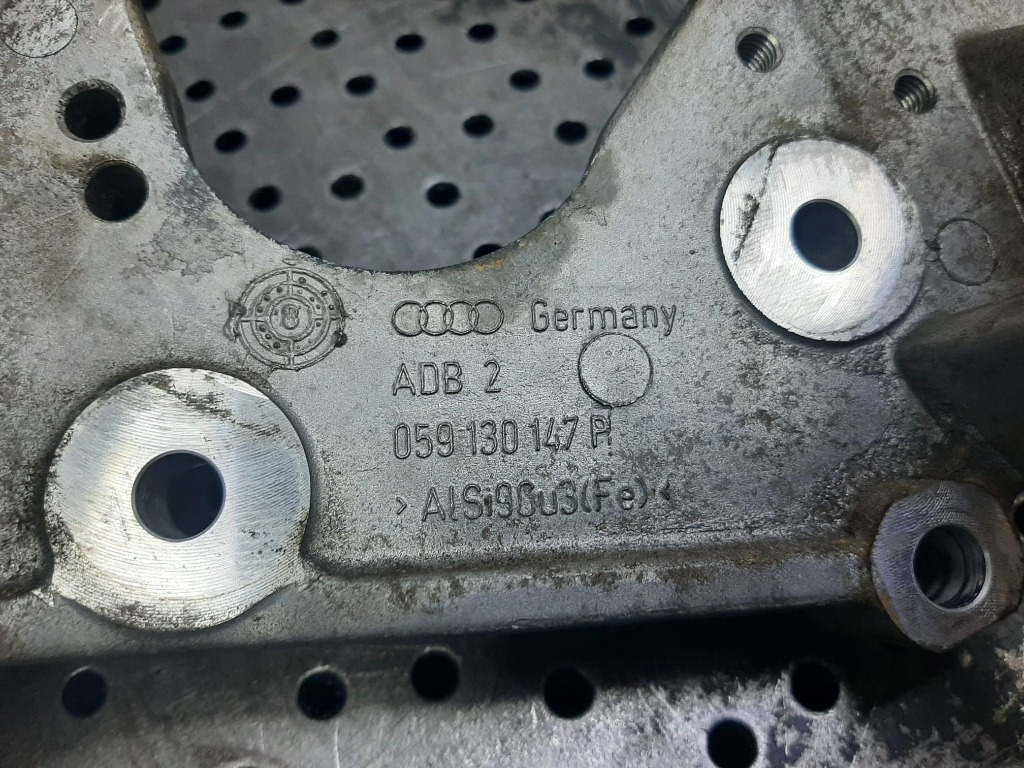 Germany
ADB 2
059 130 147 P
>AlSi9Cu3(Fe)<